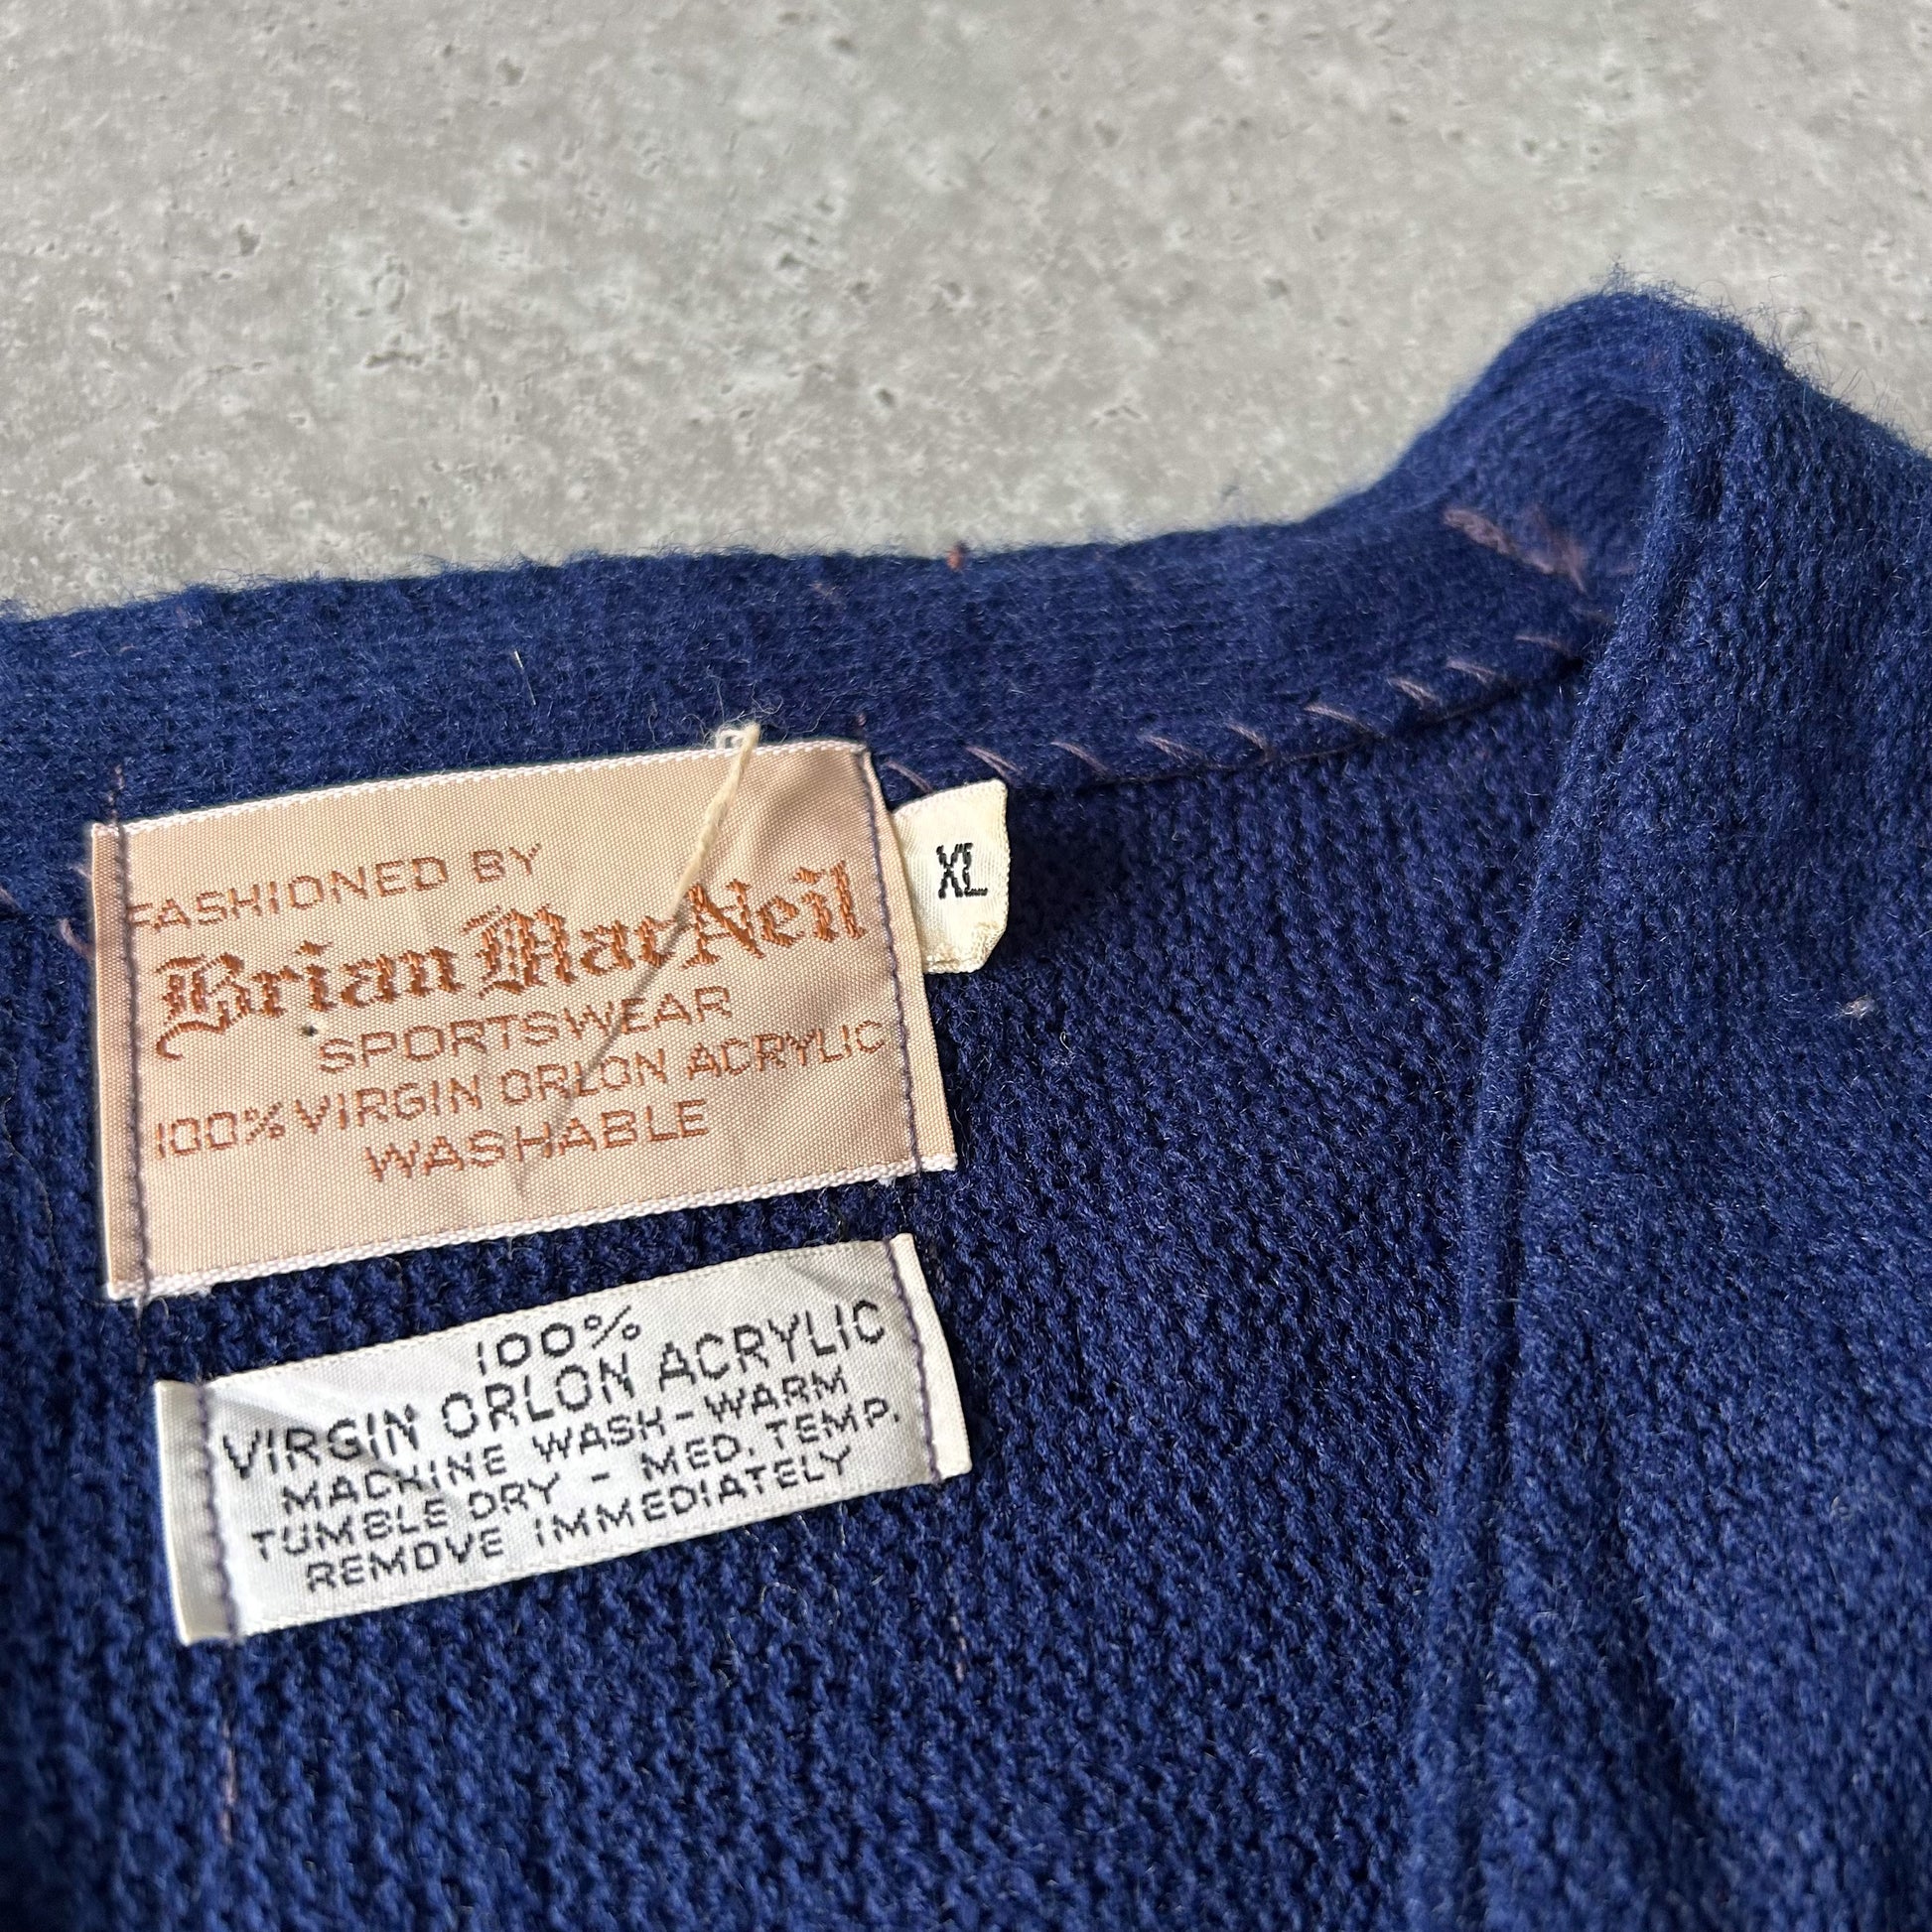 FASHIONED BY
Brian MacNeil
SPORTSWEAR
100% VIRGIN ORLON ACRYLIC
WASHABLE
XL
100%
VIRGIN ORLON ACRYLIC
MACHINE WASH-WARM
TUMBLE DRY - MED. TEMP.
REMOVE IMMEDIATELY